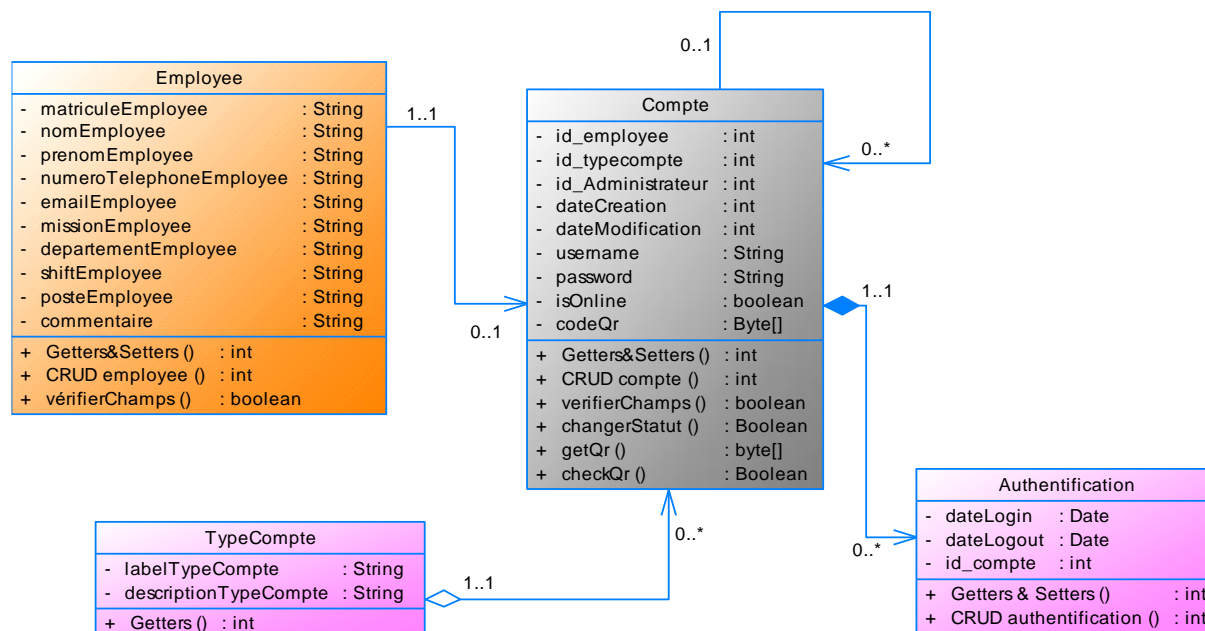 0..1
0..*
Employee
- matriculeEmployee : String
- nomEmployee : String
- prenomEmployee : String
- numeroTelephoneEmployee : String
- emailEmployee : String
- missionEmployee : String
- departementEmployee : String
- shiftEmployee : String
- posteEmployee : String
- commentaire : String
+ Getters&Setters () : int
+ CRUD employee () : int
+ vérifierChamps () : boolean
1..1
0..1
Compte
- id_employee : int
- id_typecompte : int
- id_Administrateur : int
- dateCreation : int
- dateModification : int
- username : String
- password : String
- isOnline : boolean
- codeQr : Byte[]
+ Getters&Setters () : int
+ CRUD compte () : int
+ verifierChamps () : boolean
+ changerStatut () : Boolean
+ getQr () : byte[]
+ checkQr () : Boolean
1..1
0..*
TypeCompte
- labelTypeCompte : String
- descriptionTypeCompte : String
+ Getters () : int
1..1
0..*
Authentification
- dateLogin : Date
- dateLogout : Date
- id_compte : int
+ Getters & Setters () : int
+ CRUD authentification () : int